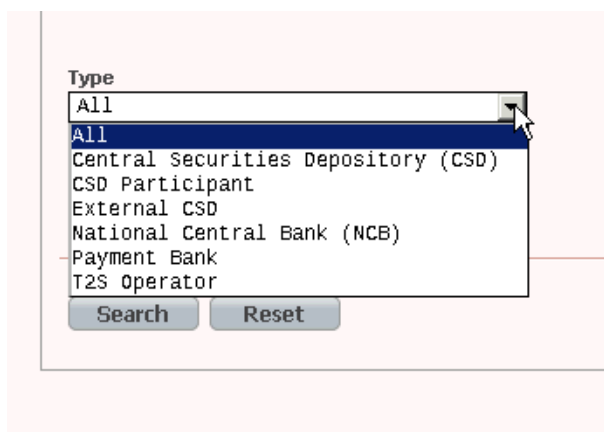 Type
All
All
Central Securities Depository (CSD)
CSD Participant
External CSD
National Central Bank (NCB)
Payment Bank
T2S Operator
Search Reset